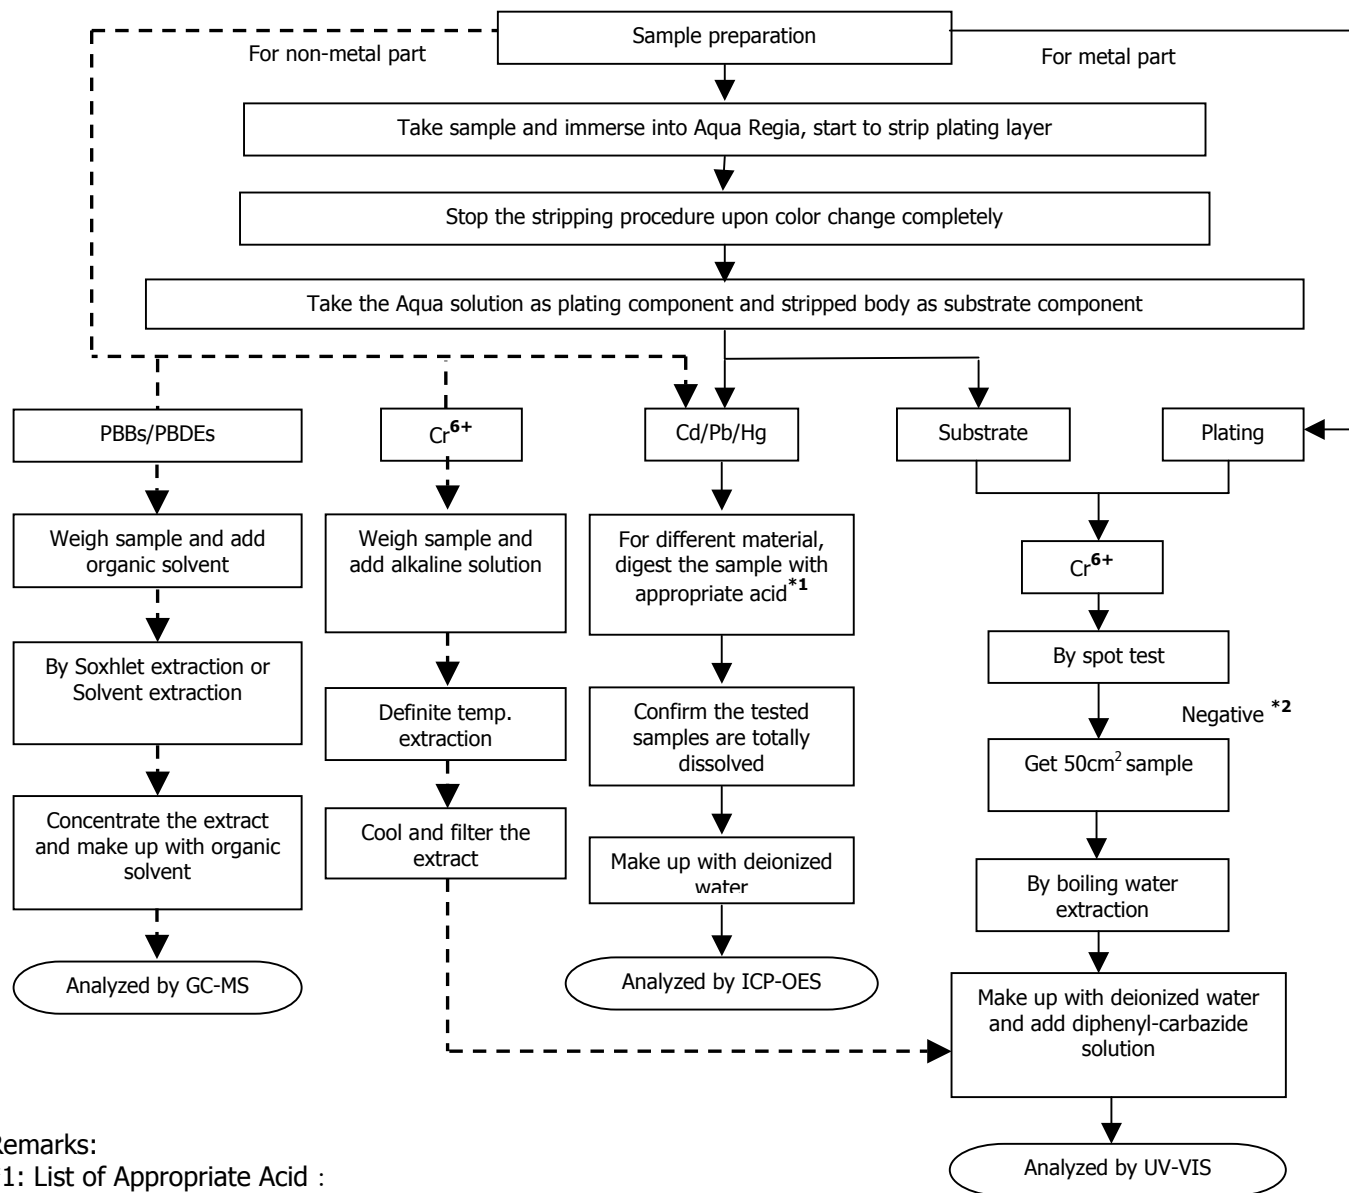 Sample preparation
For non-metal part
For metal part
Take sample and immerse into Aqua Regia, start to strip plating layer
Stop the stripping procedure upon color change completely
Take the Aqua solution as plating component and stripped body as substrate component
PBBs/PBDEs
Cr6+
Cd/Pb/Hg
Substrate
Plating
Weigh sample and add
organic solvent
By Soxhlet extraction or
Solvent extraction
Concentrate the extract
and make up with organic
solvent
Analyzed by GC-MS
Weigh sample and
add alkaline solution
Definite temp.
extraction
Cool and filter the
extract
For different material,
digest the sample with
appropriate acid*1
Confirm the tested
samples are totally
dissolved
Make up with deionized
water
Analyzed by ICP-OES
Cr6+
By spot test
Negative *2
Get 50cm2 sample
By boiling water
extraction
Make up with deionized water
and add diphenyl-carbazide
solution
Analyzed by UV-VIS
Remarks:
1: List of Appropriate Acid :